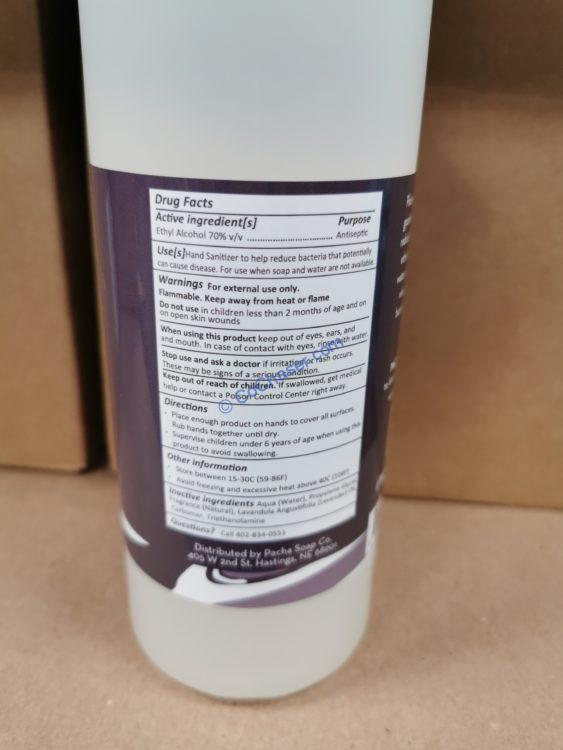 Drug Facts
Active ingredient[s] Purpose
Ethyl Alcohol 70% v/v ................................... Antiseptic
Use[s]Hand Sanitizer to help reduce bacteria that potentially
can cause disease. For use when soap and water are not available.
Warnings For external use only.
Flammable. Keep away from heat or flame
Do not use in children less than 2 months of age and on
on open skin wounds
When using this product keep out of eyes, ears, and
and mouth. In case of contact with eyes, rinse with water.
Stop use and ask a doctor if irritation or rash occurs.
These may be signs of a serious condition.
Keep out of reach of children. If swallowed, get medical
help or contact a Poison Control Center right away.
Directions
· Place enough product on hands to cover all surfaces.
Rub hands together until dry.
· Supervise children under 6 years of age when using this
product to avoid swallowing.
Other information
· Store between 15-30C (59-86F)
· Avoid freezing and excessive heat above 40C (104F)
Inactive ingredients Aqua (Water), Propylene Glycol,
Fragrance (Natural), Lavandula Angustifolia (Lavender) Oil,
Carbomer, Triethanolamine
Questions? Call 402-834-0051
Distributed by Pacha Soap Co.
405 W 2nd St, Hastings, NE 68901